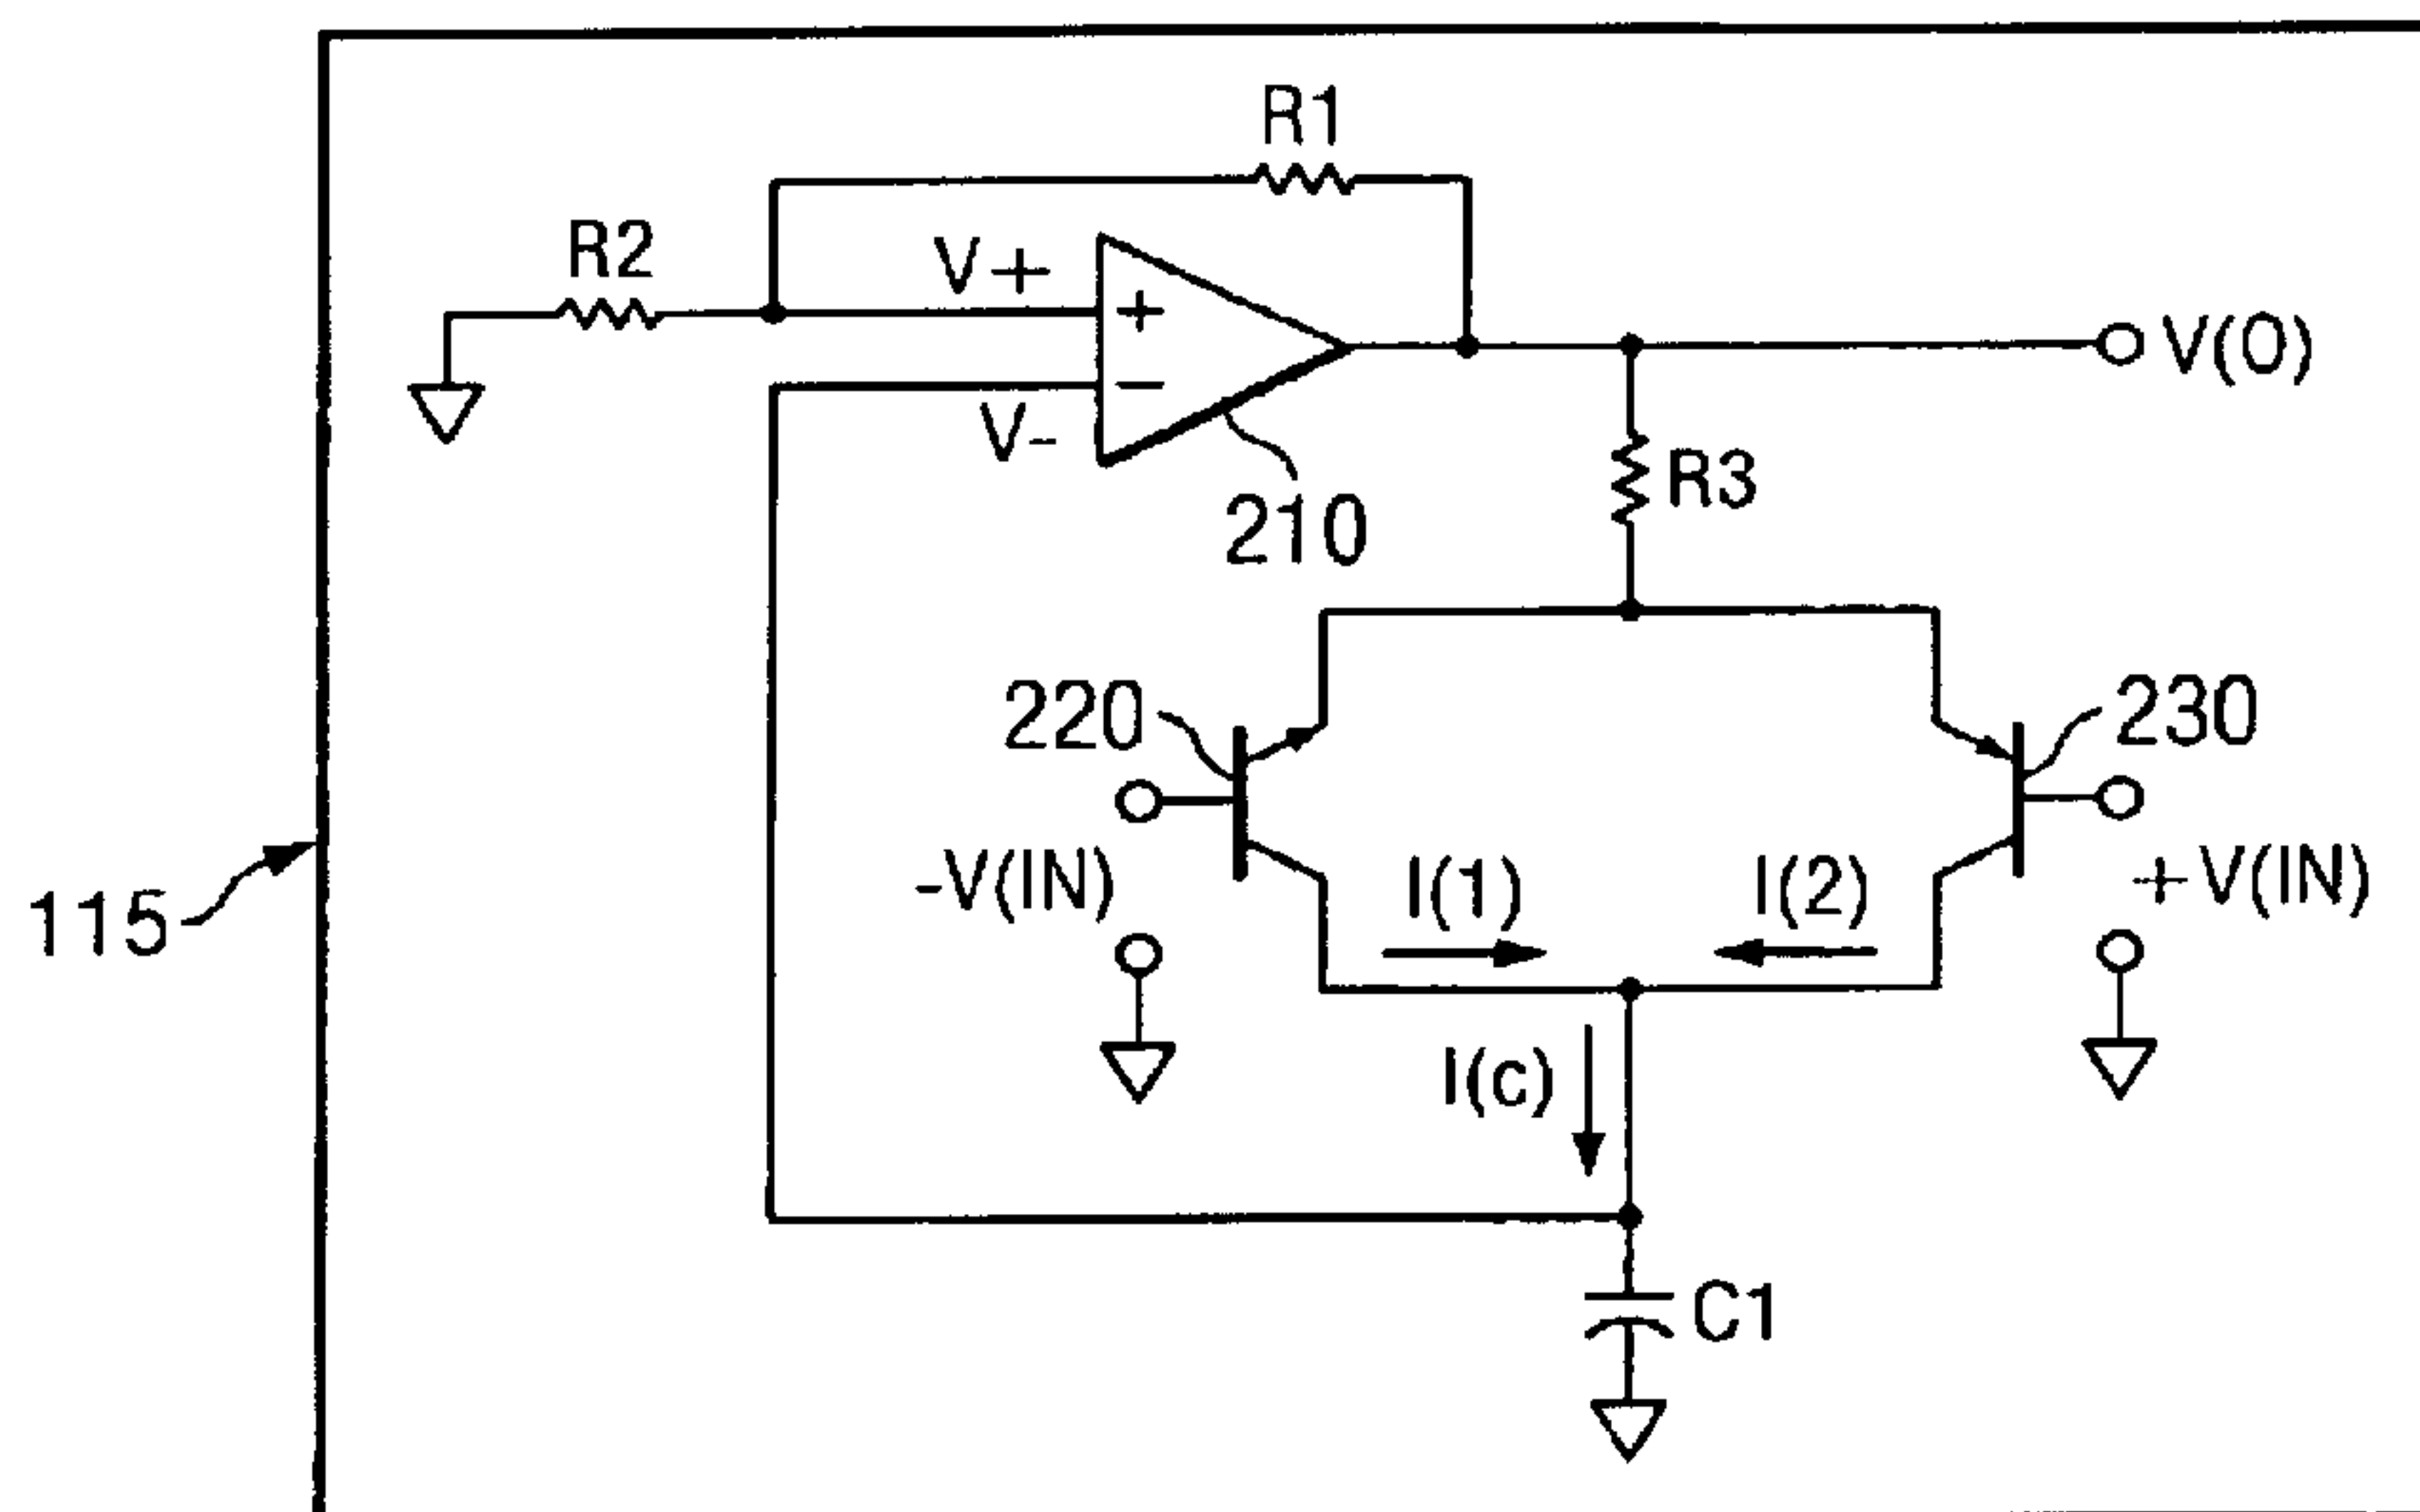 R1
R2
V+
+
−
V-
V(O)
R3
210
220
230
-V(IN)
I(1)
I(2)
+V(IN)
115
I(c)
C1